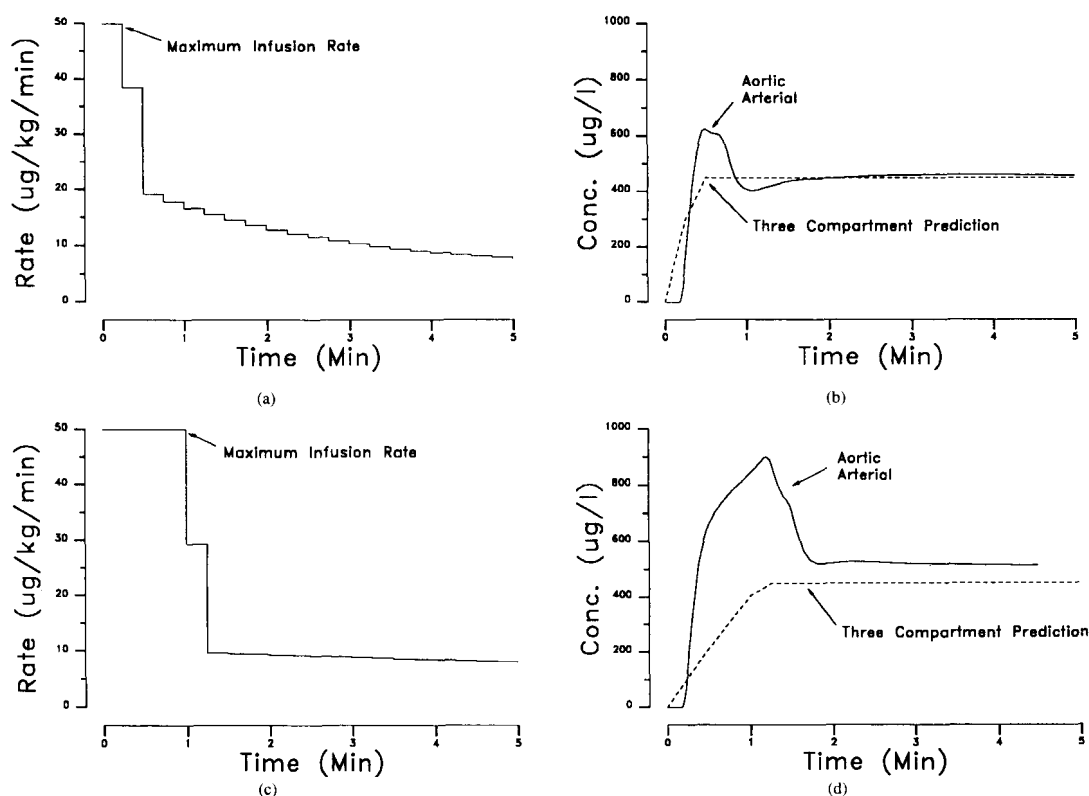 50
40
30
20
10
0
Rate (ug/kg/min)
Maximum Infusion Rate
0 1 2 3 4 5
Time (Min)
(a)
1000
800
600
400
200
0
Conc. (ug/l)
Aortic
Arterial
Three Compartment Prediction
0 1 2 3 4 5
Time (Min)
(b)
50
40
30
20
10
0
Rate (ug/kg/min)
Maximum Infusion Rate
0 1 2 3 4 5
Time (Min)
(c)
1000
800
600
400
200
0
Conc. (ug/l)
Aortic
Arterial
Three Compartment Prediction
0 1 2 3 4 5
Time (Min)
(d)